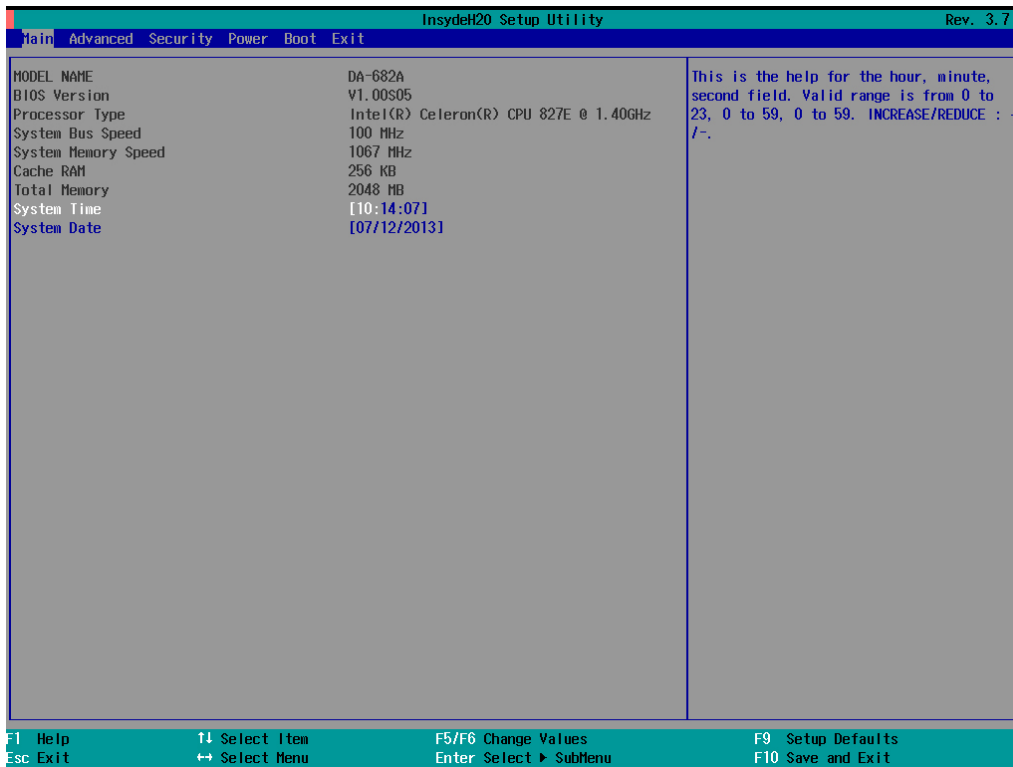 InsydeH2O Setup Utility Rev. 3.7
Main Advanced Security Power Boot Exit
MODEL NAME DA-682A
BIOS Version V1.00S05
Processor Type Intel(R) Celeron(R) CPU 827E @ 1.40GHz
System Bus Speed 100 MHz
System Memory Speed 1067 MHz
Cache RAM 256 KB
Total Memory 2048 MB
System Time [10:14:07]
System Date [07/12/2013]
This is the help for the hour, minute,
second field. Valid range is from 0 to
23, 0 to 59, 0 to 59. INCREASE/REDUCE :
/-.
F1 Help ↑↓ Select Item F5/F6 Change Values F9 Setup Defaults
Esc Exit ↔ Select Menu Enter Select ▶ SubMenu F10 Save and Exit